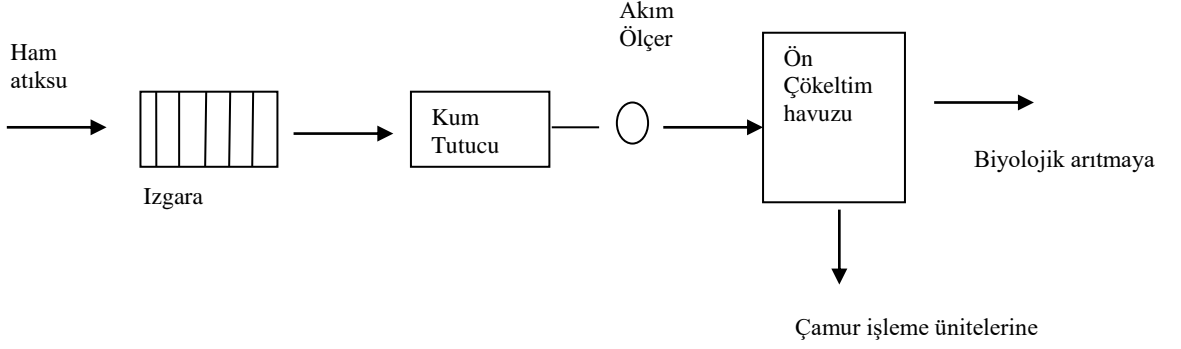 Ham
atıksu
Izgara
Kum
Tutucu
Akım
Ölçer
Ön
Çökeltim
havuzu
Biyolojik arıtmaya
Çamur işleme ünitelerine